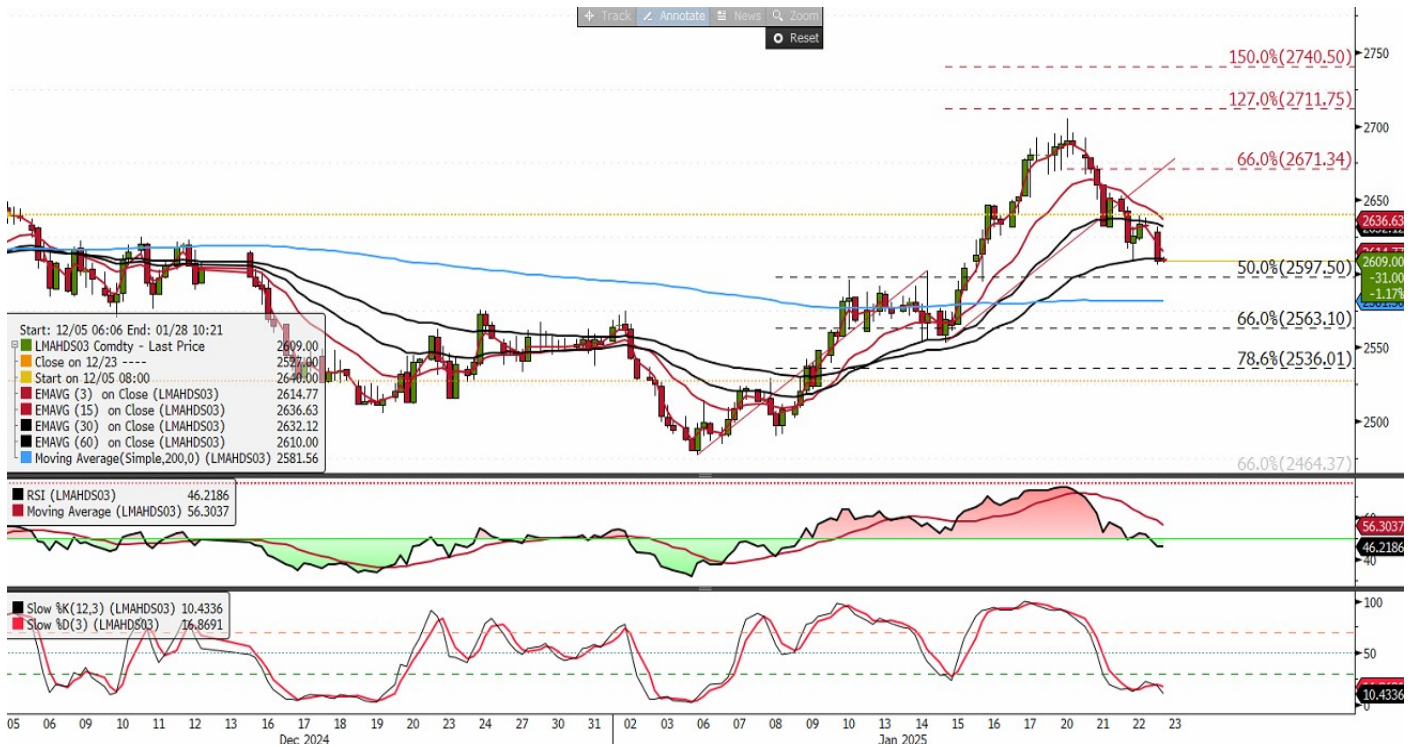 Track Annotate News Zoom
Reset
2750
150.0%(2740.50)
127.0%(2711.75)
2700
66.0%(2671.34)
2650
2636.63
2609.00
-31.00
-1.17%
50.0%(2597.50)
66.0%(2563.10)
2550
78.6%(2536.01)
2500
66.0%(2464.37)
Start: 12/05 06:06 End: 01/28 10:21
LMAHDS03 Comdty - Last Price 2609.00
Close on 12/23 ---- 2527.00
Start on 12/05 08:00 2640.00
EMAVG (3) on Close (LMAHDS03) 2614.77
EMAVG (15) on Close (LMAHDS03) 2636.63
EMAVG (30) on Close (LMAHDS03) 2632.12
EMAVG (60) on Close (LMAHDS03) 2610.00
Moving Average(Simple,200,0) (LMAHDS03) 2581.56
RSI (LMAHDS03) 46.2186
Moving Average (LMAHDS03) 56.3037
56.3037
46.2186
40
Slow %K(12,3) (LMAHDS03) 10.4336
Slow %D(3) (LMAHDS03) 16.8691
100
50
10.4336
0
05 06 09 10 11 12 13 16 17 18 19 20 23 24 27 30 31 02 03 06 07 08 09 10 13 14 15 16 17 20 21 22 23
Dec 2024 Jan 2025